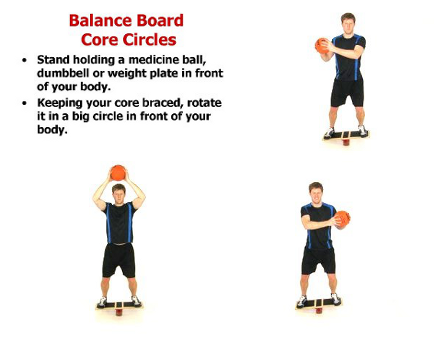 Balance Board
Core Circles
• Stand holding a medicine ball,
dumbbell or weight plate in front
of your body.
• Keeping your core braced, rotate
it in a big circle in front of your
body.